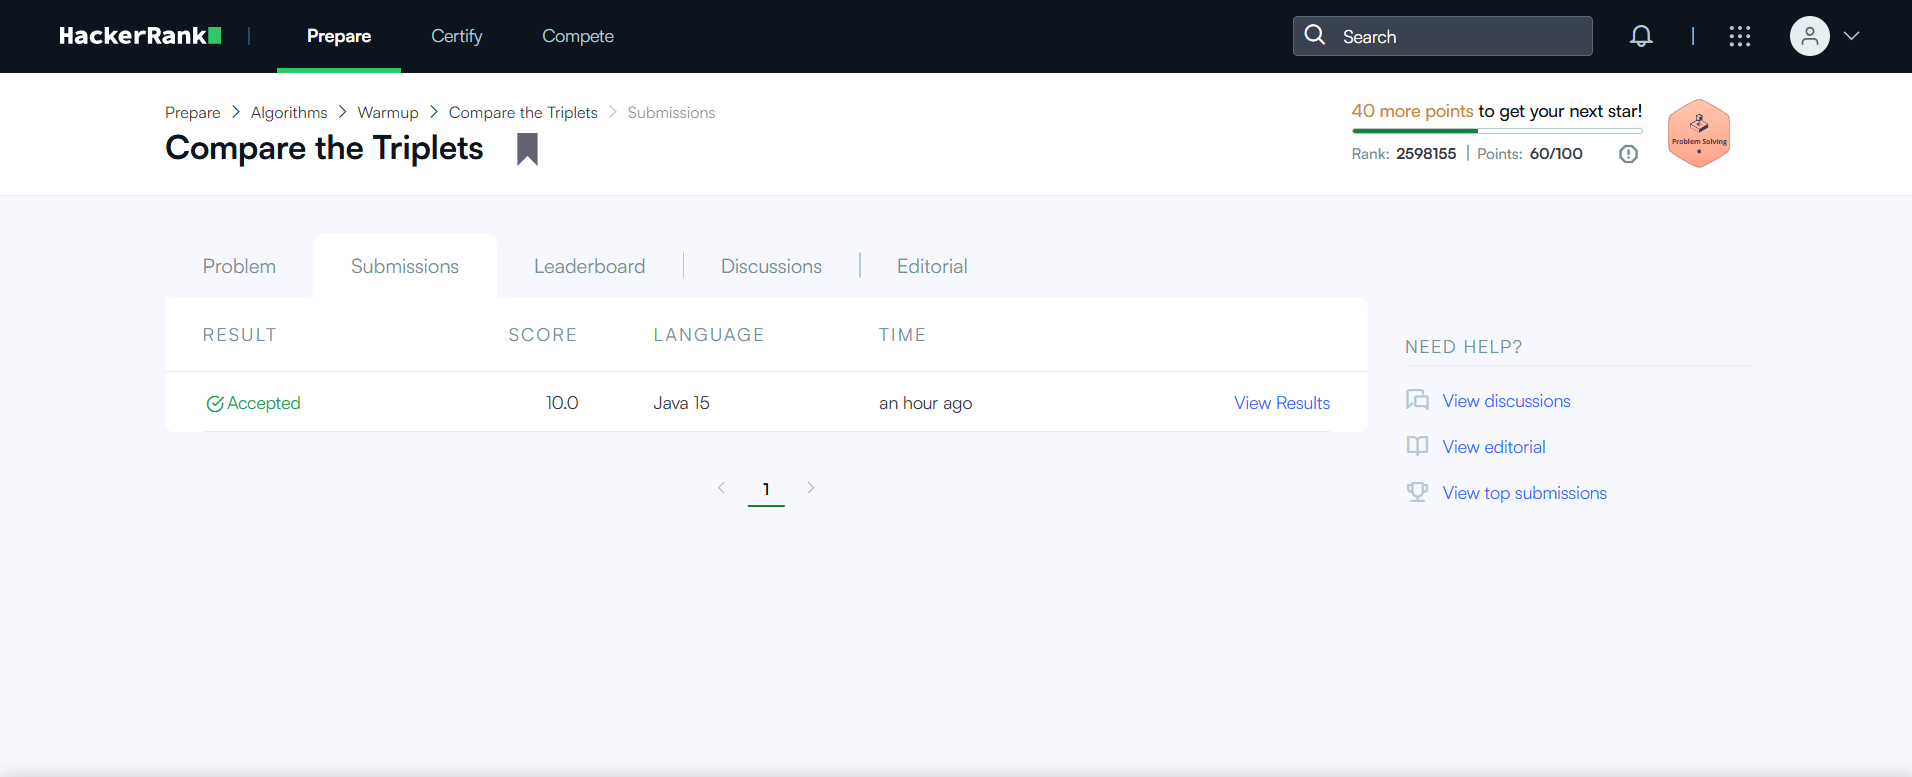 HackerRank | Prepare Certify Compete Search |
Prepare > Algorithms > Warmup > Compare the Triplets > Submissions
Compare the Triplets
40 more points to get your next star!
Rank: 2598155 | Points: 60/100
Problem Solving
Problem Submissions Leaderboard | Discussions | Editorial
RESULT SCORE LANGUAGE TIME
Accepted 10.0 Java 15 an hour ago View Results
< 1 >
NEED HELP?
View discussions
View editorial
View top submissions